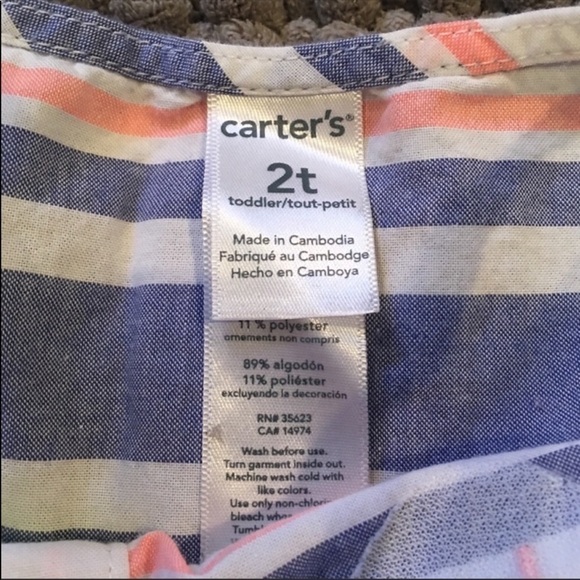 carter's®
2t
toddler/tout-petit
Made in Cambodia
Fabriqué au Cambodge
Hecho en Camboya
11 % polyester
ornements non compris
89% algodón
11% poliéster
excluyendo la decoración
RN# 35623
CA# 14974
Wash before use.
Turn garment inside out.
Machine wash cold with
like colors.
Use only
bleach